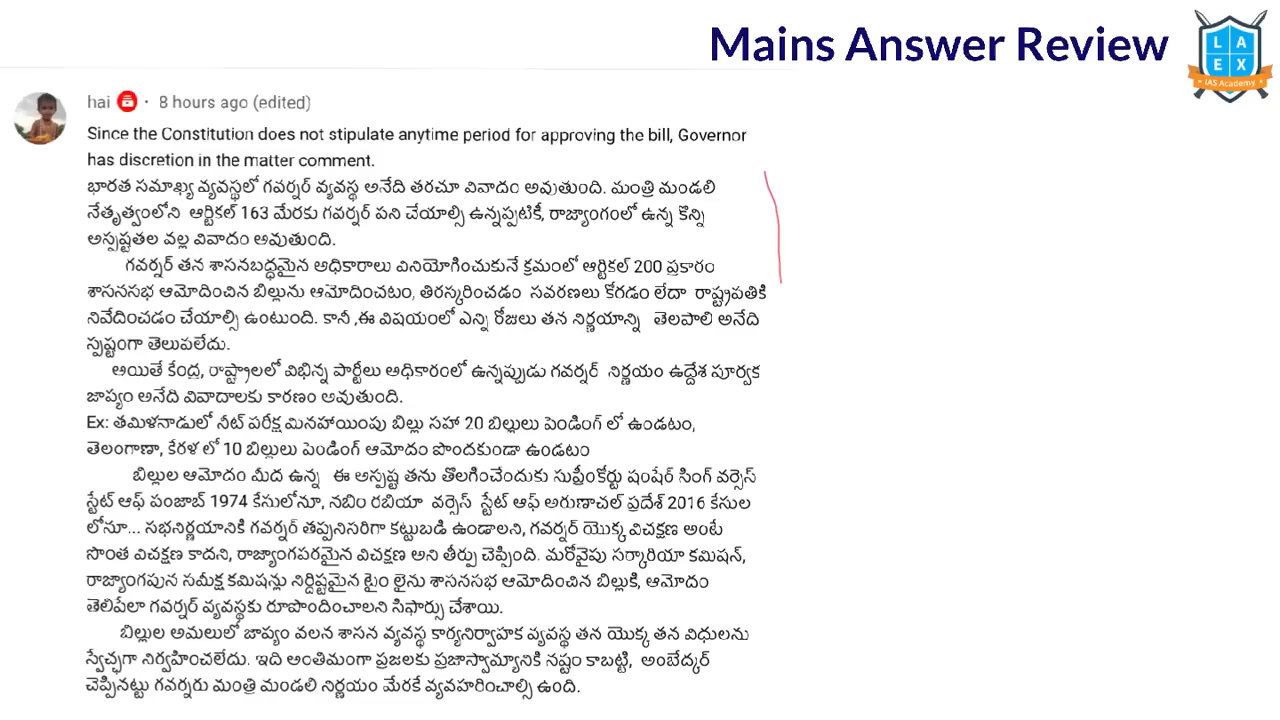 Mains Answer Review
L A
E X
IAS Academy
hai · 8 hours ago (edited)
Since the Constitution does not stipulate anytime period for approving the bill, Governor
has discretion in the matter comment.
భారత సమాఖ్య వ్యవస్థలో గవర్నర్ వ్యవస్థ అనేది తరచూ వివాదం అవుతుంది. మంత్రి మండలి
నేతృత్వంలోని ఆర్టికల్ 163 మేరకు గవర్నర్ పని చేయాల్సి ఉన్నప్పటికీ, రాజ్యాంగంలో ఉన్న కొన్ని
అస్పష్టతల వల్ల వివాదం అవుతుంది.
గవర్నర్ తన శాసనబద్ధమైన అధికారాలు వినియోగించుకునే క్రమంలో ఆర్టికల్ 200 ప్రకారం
శాసనసభ ఆమోదించిన బిల్లును ఆమోదించటం, తిరస్కరించడం సవరణలు కోరడం లేదా రాష్ట్రపతికి
నివేదించడం చేయాల్సి ఉంటుంది. కానీ ,ఈ విషయంలో ఎన్ని రోజులు తన నిర్ణయాన్ని తెలపాలి అనేది
స్పష్టంగా తెలుపలేదు.
అయితే కేంద్ర, రాష్ట్రాలలో విభిన్న పార్టీలు అధికారంలో ఉన్నప్పుడు గవర్నర్ నిర్ణయం ఉద్దేశ పూర్వక
జాప్యం అనేది వివాదాలకు కారణం అవుతుంది.
Ex: తమిళనాడులో నీట్ పరీక్ష మినహాయింపు బిల్లు సహా 20 బిల్లులు పెండింగ్ లో ఉండటం,
తెలంగాణా, కేరళ లో 10 బిల్లులు పెండింగ్ ఆమోదం పొందకుండా ఉండటం
బిల్లుల ఆమోదం మీద ఉన్న ఈ అస్పష్ట తను తొలగించేందుకు సుప్రీంకోర్టు షంషేర్ సింగ్ వర్సెస్
స్టేట్ ఆఫ్ పంజాబ్ 1974 కేసులోనూ, నబిం రబియా వర్సెస్ స్టేట్ ఆఫ్ అరుణాచల్ ప్రదేశ్ 2016 కేసుల
లోనూ... సభనిర్ణయానికి గవర్నర్ తప్పనిసరిగా కట్టుబడి ఉండాలని, గవర్నర్ యొక్క విచక్షణ అంటే
సొంత విచక్షణ కాదని, రాజ్యాంగపరమైన విచక్షణ అని తీర్పు చెప్పింది. మరోవైపు సర్కారియా కమిషన్,
రాజ్యాంగపున సమీక్ష కమిషన్లు నిర్దిష్టమైన టైం లైను శాసనసభ ఆమోదించిన బిల్లుకి, ఆమోదం
తెలిపేలా గవర్నర్ వ్యవస్థకు రూపొందించాలని సిఫార్సు చేశాయి.
బిల్లుల అమలులో జాప్యం వలన శాసన వ్యవస్థ కార్యనిర్వాహక వ్యవస్థ తన యొక్క తన విధులను
స్వేచ్ఛగా నిర్వహించలేదు. ఇది అంతిమంగా ప్రజలకు ప్రజాస్వామ్యానికి నష్టం కాబట్టి, అంబేద్కర్
చెప్పినట్టు గవర్నరు మంత్రి మండలి నిర్ణయం మేరకే వ్యవహరించాల్సి ఉంది.